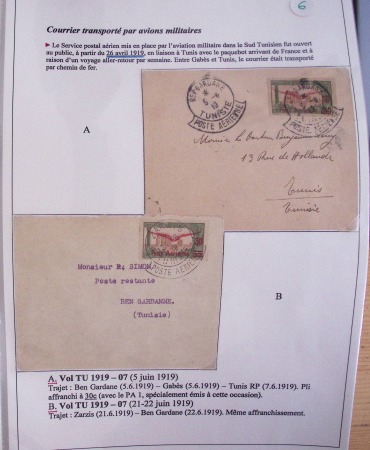 6
Courrier transporté par avions militaires
► Le Service postal aérien mis en place par l'aviation militaire dans le Sud Tunisien fut ouvert
au public, à partir du 26 avril 1919, en liaison à Tunis avec le paquebot arrivant de France et à
raison d'un voyage aller-retour par semaine. Entre Gabès et Tunis, le courrier était transporté
par chemin de fer.
A
BEN GARDANE
TUNISIE
POSTE AERIENNE
Monsieur le Docteur Benjamin
13 Rue de Hollande
Tunis
Tunisie
Monsieur R. SIMON
Poste restante
BEN GARDANNE.
(Tunisie)
B
A. Vol TU 1919 – 07 (5 juin 1919)
Trajet : Ben Gardane (5.6.1919) – Gabès (5.6.1919) – Tunis RP (7.6.1919). Pli
affranchi à 30c (avec le PA 1, spécialement émis à cette occasion).
B. Vol TU 1919 – 07 (21-22 juin 1919)
Trajet : Zarzis (21.6.1919) – Ben Gardane (22.6.1919). Même affranchissement.